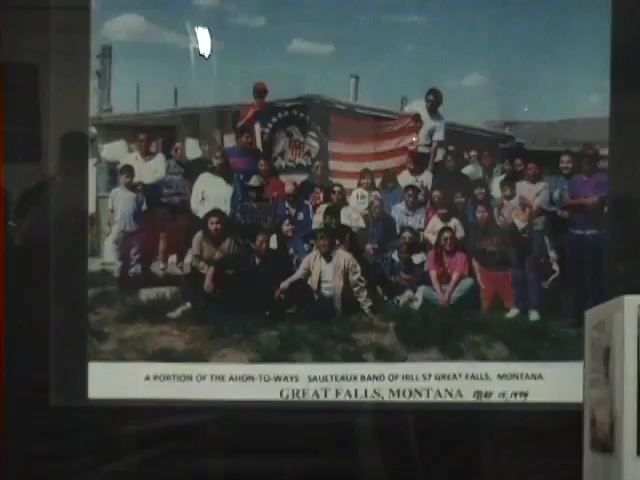 A PORTION OF THE AHON-TO-WAYS SAULTEAUX BAND OF HILL 57 GREAT FALLS, MONTANA
GREAT FALLS, MONTANA